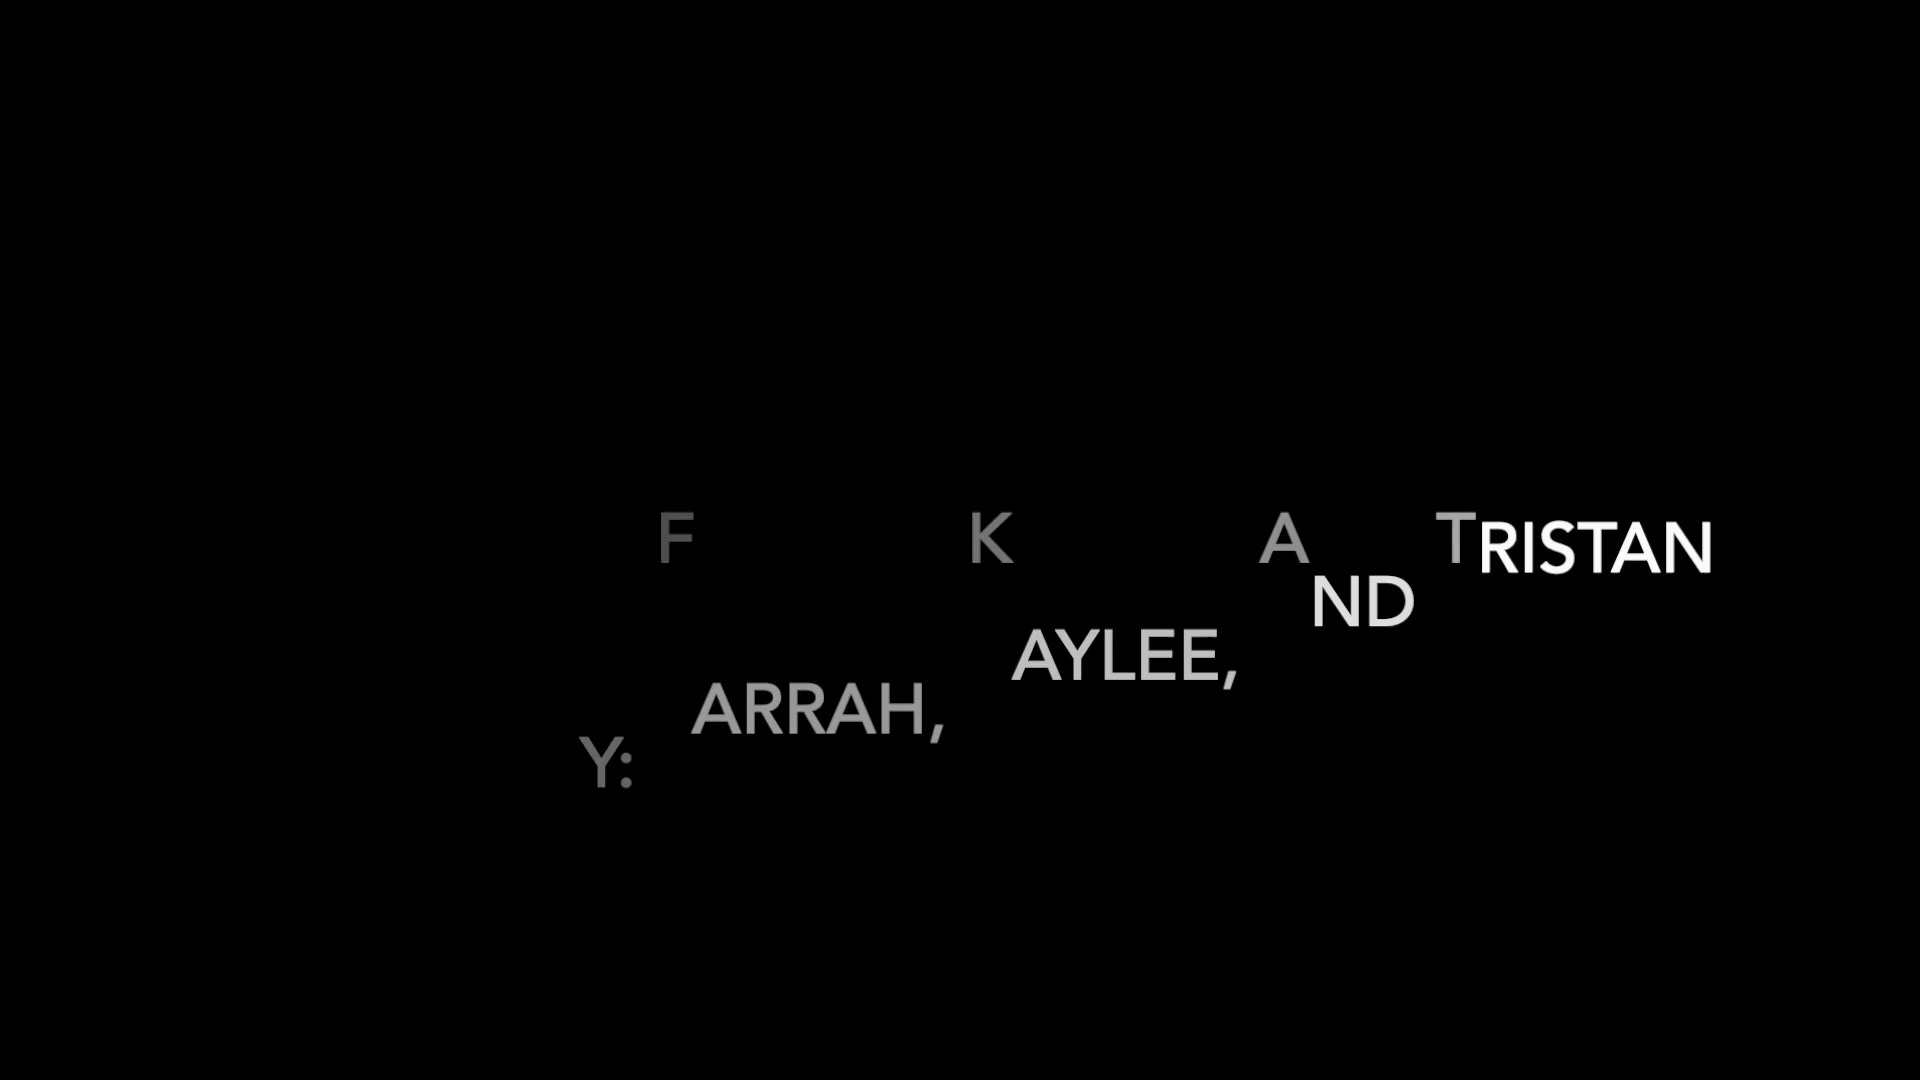 F K A TRISTAN
ND
AYLEE,
ARRAH,
Y: